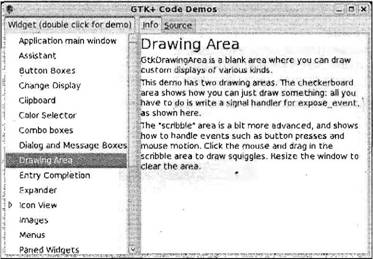 GTK+ Code Demos
Widget (double click for demo)
Info Source
Application main window
Assistant
Button Boxes
Change Display
Clipboard
Color Selector
Combo boxes
Dialog and Message Boxes
Drawing Area
Entry Completion
Expander
Icon View
Images
Menus
Paned Widgets
Drawing Area
GtkDrawingArea is a blank area where you can draw
custom displays of various kinds.
This demo has two drawing areas. The checkerboard
area shows how you can just draw something; all you
have to do is write a signal handler for expose_event,
as shown here.
The "scribble" area is a bit more advanced, and shows
how to handle events such as button presses and
mouse motion. Click the mouse and drag in the
scribble area to draw squiggles. Resize the window to
clear the area.